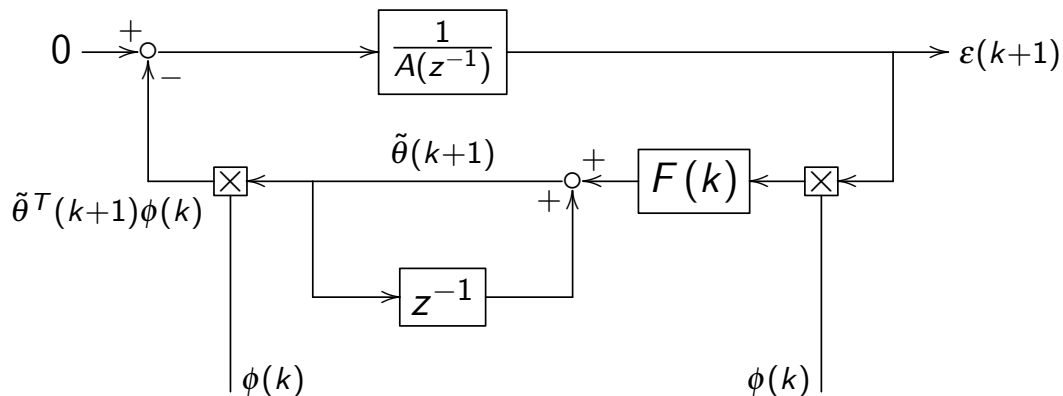 0
+
−
1
A(z⁻¹)
ε(k+1)
θ̃(k+1)
+
+
F(k)
×
×
θ̃ᵀ(k+1)ϕ(k)
z⁻¹
ϕ(k)
ϕ(k)